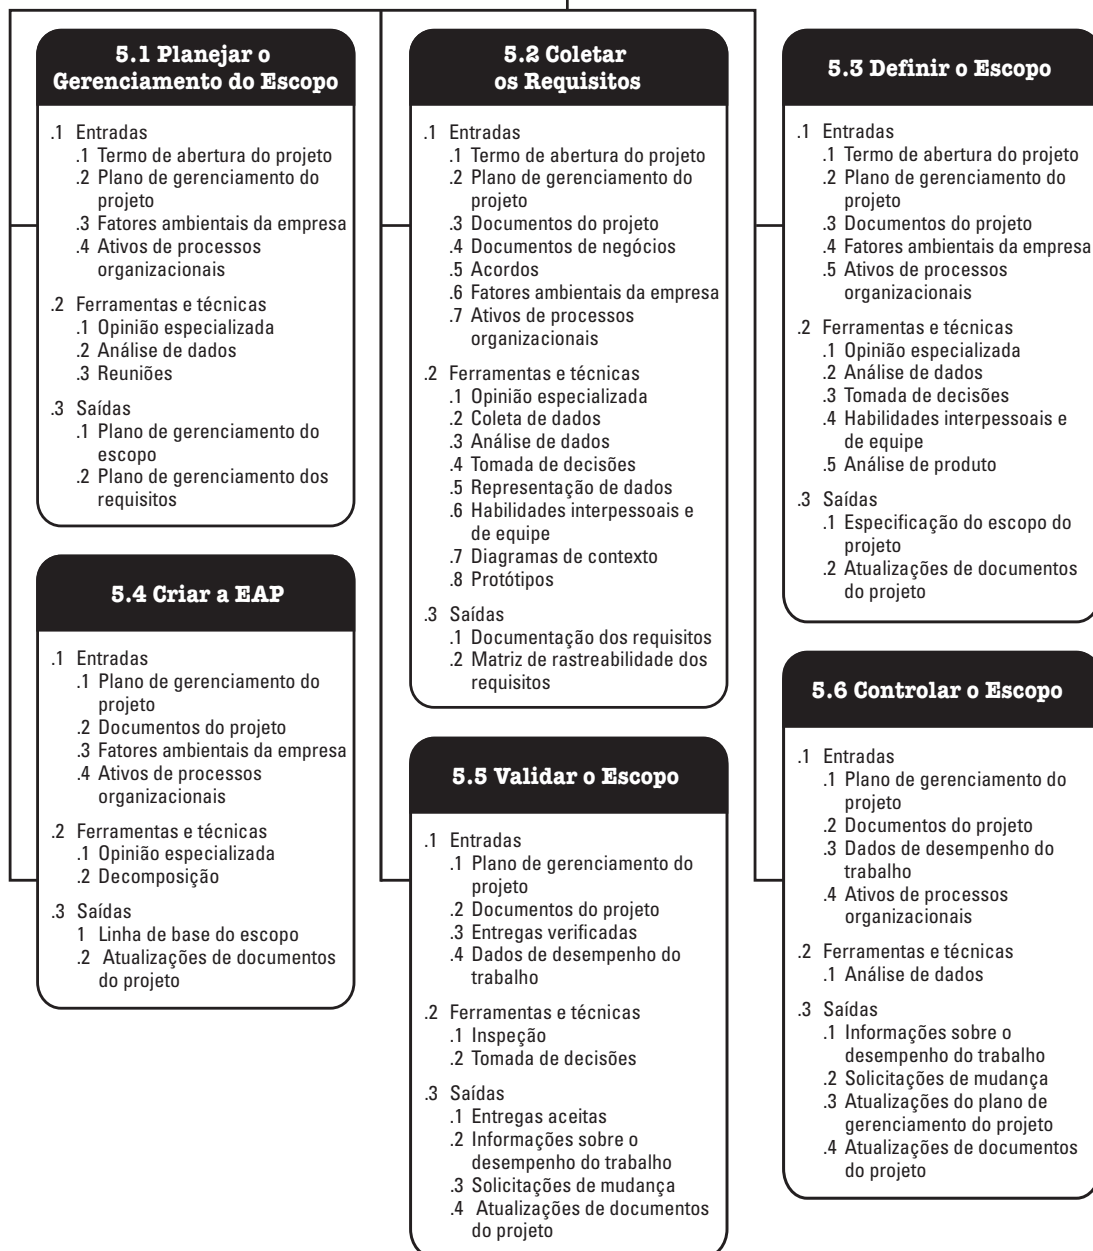 5.1 Planejar o
Gerenciamento do Escopo
.1 Entradas
.1 Termo de abertura do projeto
.2 Plano de gerenciamento do
projeto
.3 Fatores ambientais da empresa
.4 Ativos de processos
organizacionais
.2 Ferramentas e técnicas
.1 Opinião especializada
.2 Análise de dados
.3 Reuniões
.3 Saídas
.1 Plano de gerenciamento do
escopo
.2 Plano de gerenciamento dos
requisitos
5.2 Coletar
os Requisitos
.1 Entradas
.1 Termo de abertura do projeto
.2 Plano de gerenciamento do
projeto
.3 Documentos do projeto
.4 Documentos de negócios
.5 Acordos
.6 Fatores ambientais da empresa
.7 Ativos de processos
organizacionais
.2 Ferramentas e técnicas
.1 Opinião especializada
.2 Coleta de dados
.3 Análise de dados
.4 Tomada de decisões
.5 Representação de dados
.6 Habilidades interpessoais e
de equipe
.7 Diagramas de contexto
.8 Protótipos
.3 Saídas
.1 Documentação dos requisitos
.2 Matriz de rastreabilidade dos
requisitos
5.3 Definir o Escopo
.1 Entradas
.1 Termo de abertura do projeto
.2 Plano de gerenciamento do
projeto
.3 Documentos do projeto
.4 Fatores ambientais da empresa
.5 Ativos de processos
organizacionais
.2 Ferramentas e técnicas
.1 Opinião especializada
.2 Análise de dados
.3 Tomada de decisões
.4 Habilidades interpessoais e
de equipe
.5 Análise de produto
.3 Saídas
.1 Especificação do escopo do
projeto
.2 Atualizações de documentos
do projeto
5.4 Criar a EAP
.1 Entradas
.1 Plano de gerenciamento do
projeto
.2 Documentos do projeto
.3 Fatores ambientais da empresa
.4 Ativos de processos
organizacionais
.2 Ferramentas e técnicas
.1 Opinião especializada
.2 Decomposição
.3 Saídas
1 Linha de base do escopo
.2 Atualizações de documentos
do projeto
5.5 Validar o Escopo
.1 Entradas
.1 Plano de gerenciamento do
projeto
.2 Documentos do projeto
.3 Entregas verificadas
.4 Dados de desempenho do
trabalho
.2 Ferramentas e técnicas
.1 Inspeção
.2 Tomada de decisões
.3 Saídas
.1 Entregas aceitas
.2 Informações sobre o
desempenho do trabalho
.3 Solicitações de mudança
.4 Atualizações de documentos
do projeto
5.6 Controlar o Escopo
.1 Entradas
.1 Plano de gerenciamento do
projeto
.2 Documentos do projeto
.3 Dados de desempenho do
trabalho
.4 Ativos de processos
organizacionais
.2 Ferramentas e técnicas
.1 Análise de dados
.3 Saídas
.1 Informações sobre o
desempenho do trabalho
.2 Solicitações de mudança
.3 Atualizações do plano de
gerenciamento do projeto
.4 Atualizações de documentos
do projeto